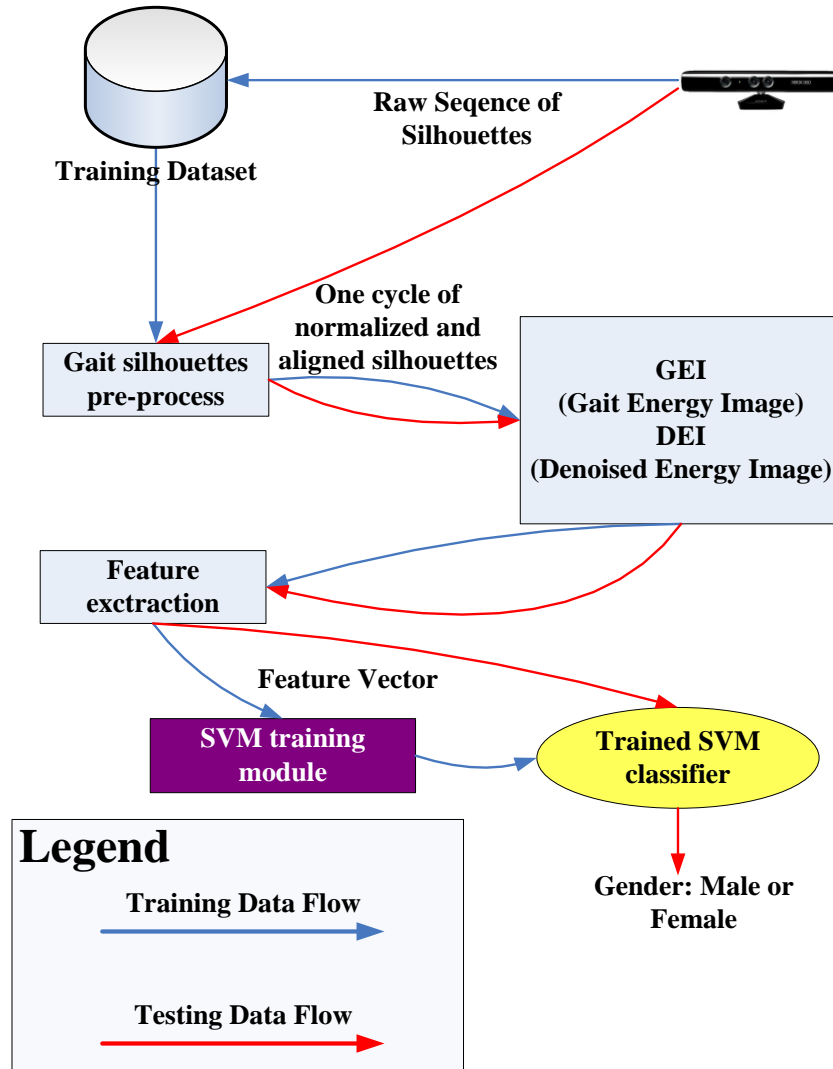 Raw Seqence of
Silhouettes
Training Dataset
One cycle of
normalized and
aligned silhouettes
Gait silhouettes
pre-process
GEI
(Gait Energy Image)
DEI
(Denoised Energy Image)
Feature
exctraction
Feature Vector
SVM training
module
Trained SVM
classifier
Gender: Male or
Female
Legend
Training Data Flow
Testing Data Flow